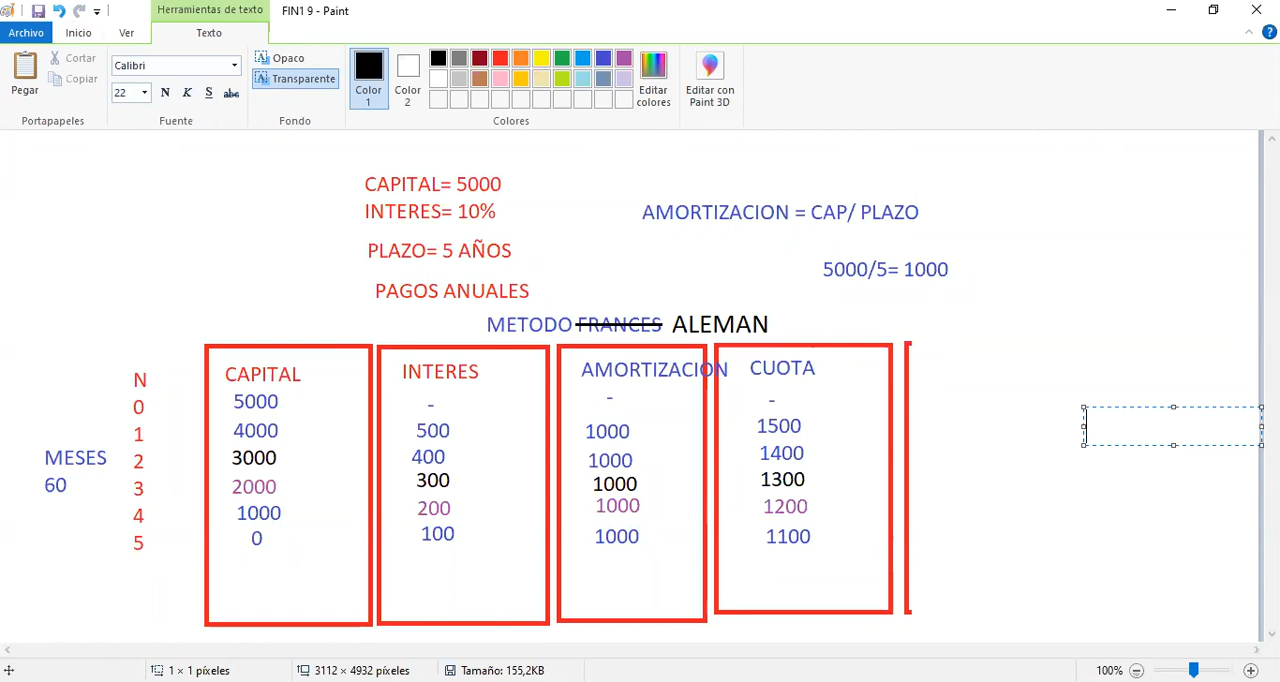 Herramientas de texto
FIN1 9 - Paint
Archivo Inicio Ver Texto
Pegar
Cortar
Copiar
Portapapeles
Calibri
22 N K S abc
Fuente
Opaco
Transparente
Fondo
Color 1
Color 2
Editar colores
Colores
Editar con Paint 3D
CAPITAL= 5000
INTERES= 10%
PLAZO= 5 AÑOS
PAGOS ANUALES
AMORTIZACION = CAP/ PLAZO
5000/5= 1000
METODO FRANCES ALEMAN
N CAPITAL INTERES AMORTIZACION CUOTA
0 5000 - - -
1 4000 500 1000 1500
2 3000 400 1000 1400
3 2000 300 1000 1300
4 1000 200 1000 1200
5 0 100 1000 1100
MESES
60
1 × 1 píxeles
3112 × 4932 píxeles
Tamaño: 155,2KB
100%